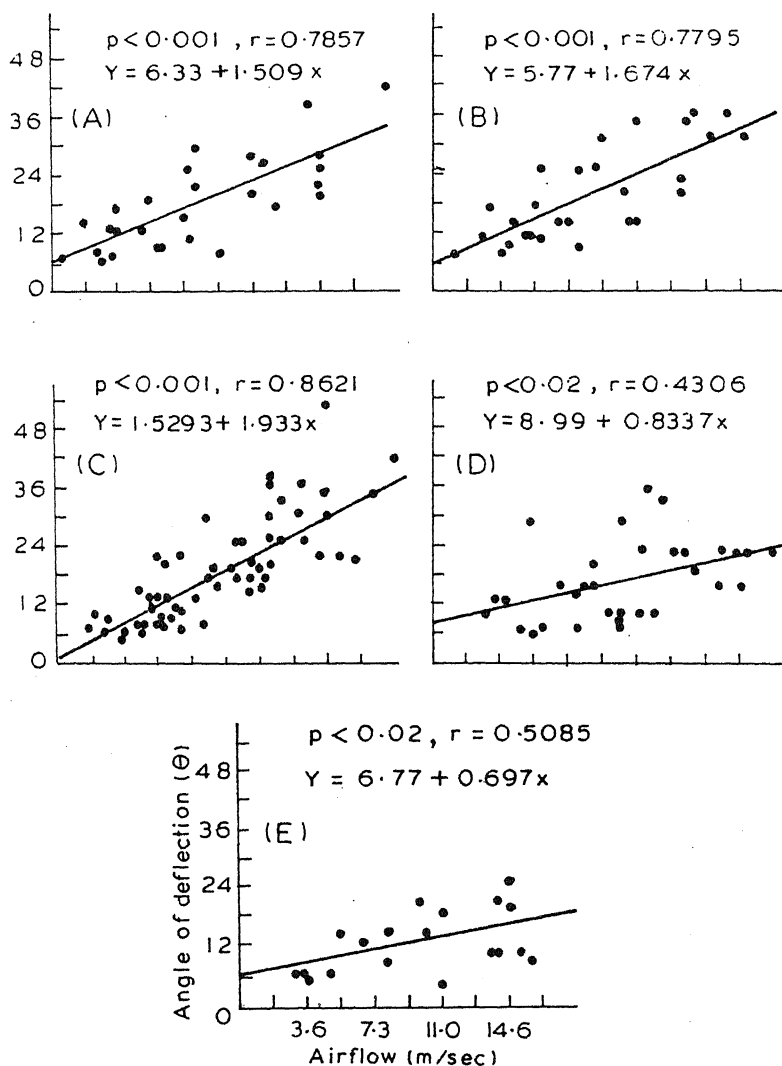 p<0.001, r=0.7857
Y = 6.33 + 1.509 x
(A)
48
36
24
12
0
p<0.001, r=0.7795
Y = 5.77 + 1.674 x
(B)
p<0.001, r=0.8621
Y = 1.5293 + 1.933x
(C)
48
36
24
12
0
p<0.02, r=0.4306
Y = 8.99 + 0.8337x
(D)
p<0.02, r = 0.5085
Y = 6.77 + 0.697x
(E)
Angle of deflection (θ)
48
36
24
12
0
3.6 7.3 11.0 14.6
Airflow (m/sec)